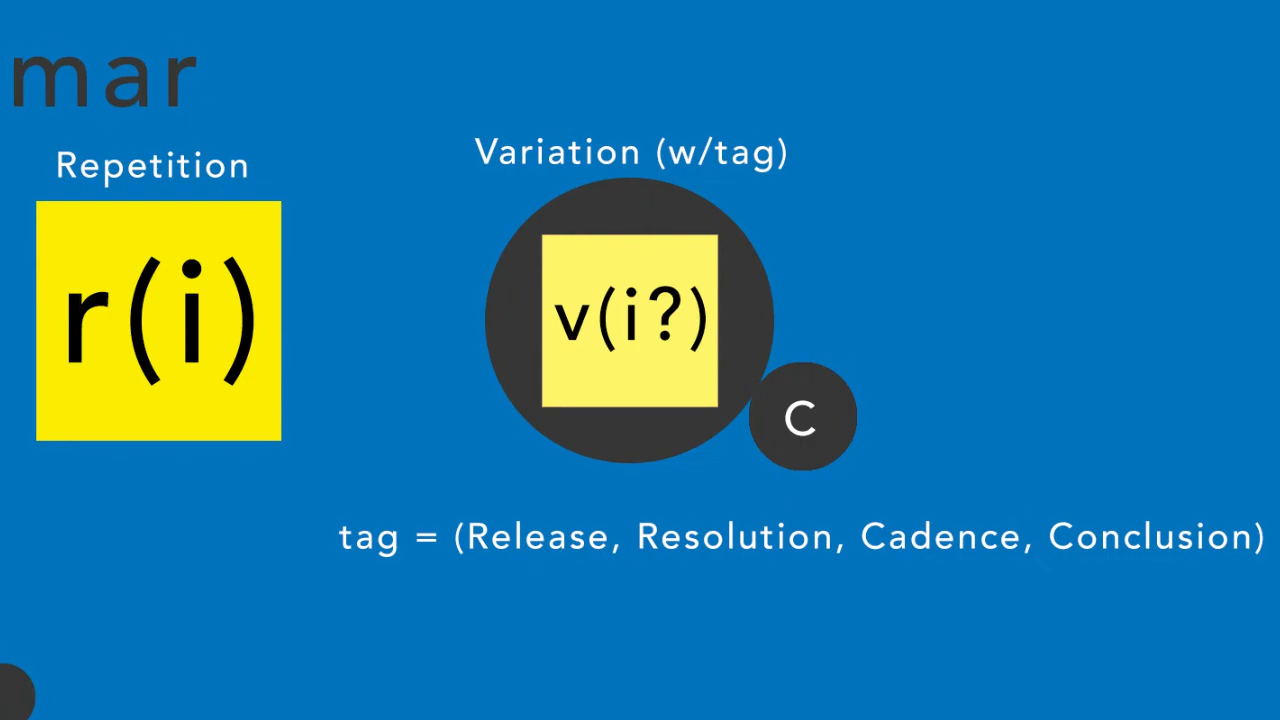 mar
Repetition
Variation (w/tag)
r(i)
v(i?)
C
tag = (Release, Resolution, Cadence, Conclusion)